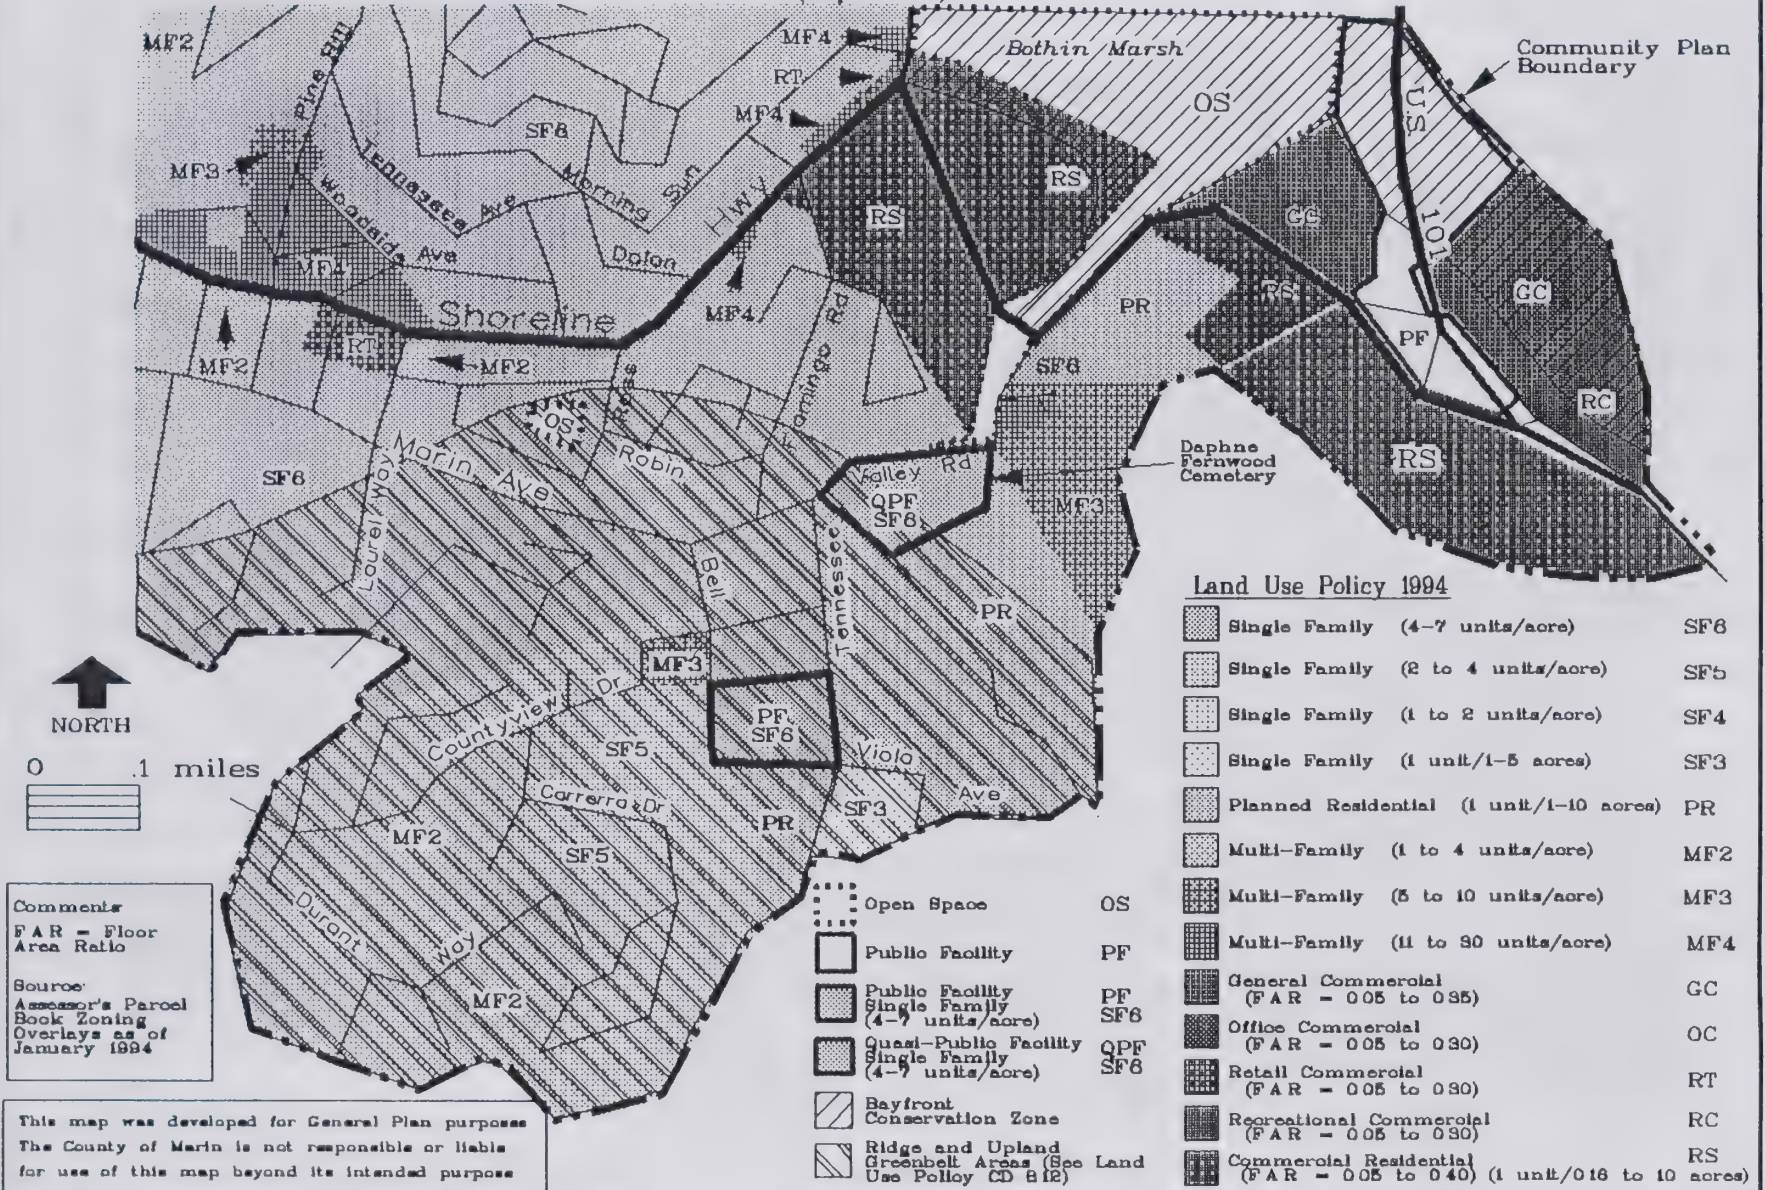 MF2
Pine Hill
MF4
Bothin Marsh
Community Plan
Boundary
RT
OS
US
MF4
SF6
MF3
Tennessee
Ave
Morning Sun
RS
Woodside
Ave
RS
GC
101
HWY
Dolan
MF4
MF4
PR
RS
GC
Shoreline
MF2
RT
MF2
Flamingo Rd
PF
SF6
Ross
RC
OS
Marin Ave
Robin
Daphne
Fernwood
Cemetery
RS
SF6
Laurel Way
Valley Rd
QPF
SF6
MF3
Bell
Tennessee
PR
MF3
NORTH
Countyview Dr
SF5
PF
SF6
Viola
Ave
0 .1 miles
Carrerra Dr
MF2
SF5
PR
SF3
Durant Way
MF2
Comments
FAR = Floor
Area Ratio
Source:
Assessor's Parcel
Book Zoning
Overlays as of
January 1994
This map was developed for General Plan purposes
The County of Marin is not responsible or liable
for use of this map beyond its intended purpose
Open Space OS
Public Facility PF
Public Facility PF
Single Family SF6
(4-7 units/acre)
Quasi-Public Facility QPF
Single Family SF6
(4-7 units/acre)
Bayfront
Conservation Zone
Ridge and Upland
Greenbelt Areas (See Land
Use Policy CD 8.12)
Land Use Policy 1994
Single Family (4-7 units/acre) SF6
Single Family (2 to 4 units/acre) SF5
Single Family (1 to 2 units/acre) SF4
Single Family (1 unit/1-5 acres) SF3
Planned Residential (1 unit/1-10 acres) PR
Multi-Family (1 to 4 units/acre) MF2
Multi-Family (5 to 10 units/acre) MF3
Multi-Family (11 to 30 units/acre) MF4
General Commercial GC
(FAR = 0.05 to 0.35)
Office Commercial OC
(FAR = 0.05 to 0.30)
Retail Commercial RT
(FAR = 0.05 to 0.30)
Recreational Commercial RC
(FAR = 0.05 to 0.30)
Commercial Residential RS
(FAR = 0.05 to 0.40) (1 unit/0.16 to 10 acres)